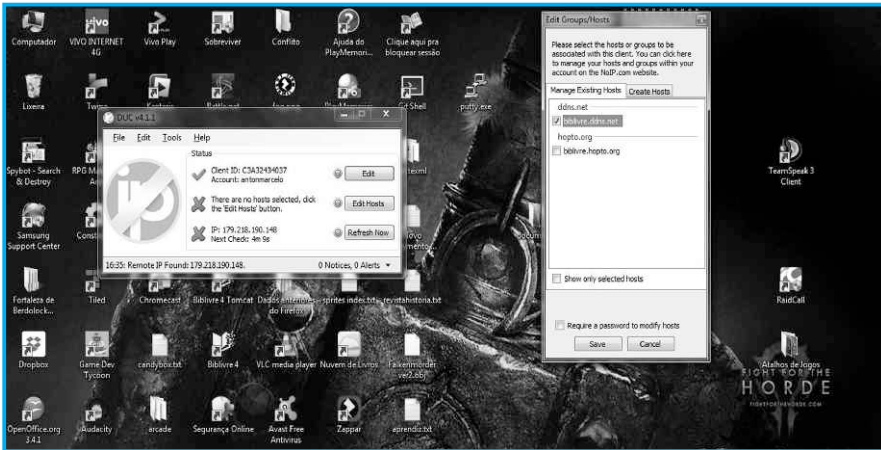 Computador
VIVO INTERNET
4G
Vivo Play
Sobreviver
Conflito
Ajuda do
PlayMemori...
Clique aqui pra
bloquear sessão
Lixeira
Git Shell
putty.exe
DUC v4.1.1
File Edit Tools Help
Status
Client ID: C3A32434037
Account: antonmarcelo
Edit
There are no hosts selected, click
the 'Edit Hosts' button.
Edit Hosts
IP: 179.218.190.148
Next Check: 4m 9s
Refresh Now
16:35: Remote IP Found: 179.218.190.148.
0 Notices, 0 Alerts
Edit Groups/Hosts
Please select the hosts or groups to be
associated with this client. You can click here
to manage your hosts and groups within your
account on the NoIP.com website.
Manage Existing Hosts
Create Hosts
ddns.net
biblivre.ddns.net
hopto.org
biblivre.hopto.org
Show only selected hosts
Require a password to modify hosts
Save
Cancel
Spybot - Search
& Destroy
TeamSpeak 3
Client
Samsung
Support Center
Fortaleza de
Berdolock...
Tiled
Chromecast
Biblivre 4 Tomcat
Dados anteriores
do Firefox
sprites index.txt
revistahistoria.txt
RaidCall
Dropbox
Game Dev
Tycoon
candybox.txt
Biblivre 4
VLC media player
Nuvem de Livros
Atalhos de Jogos
FIGHT FOR THE
HORDE
OpenOffice.org
3.4.1
Audacity
arcade
Segurança Online
Avast Free
Antivirus
Zappar
aprendiz.txt